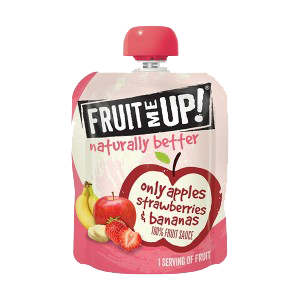 FRUIT ME UP!
naturally better
only apples
strawberries
& bananas
100% FRUIT SAUCE
1 SERVING OF FRUIT